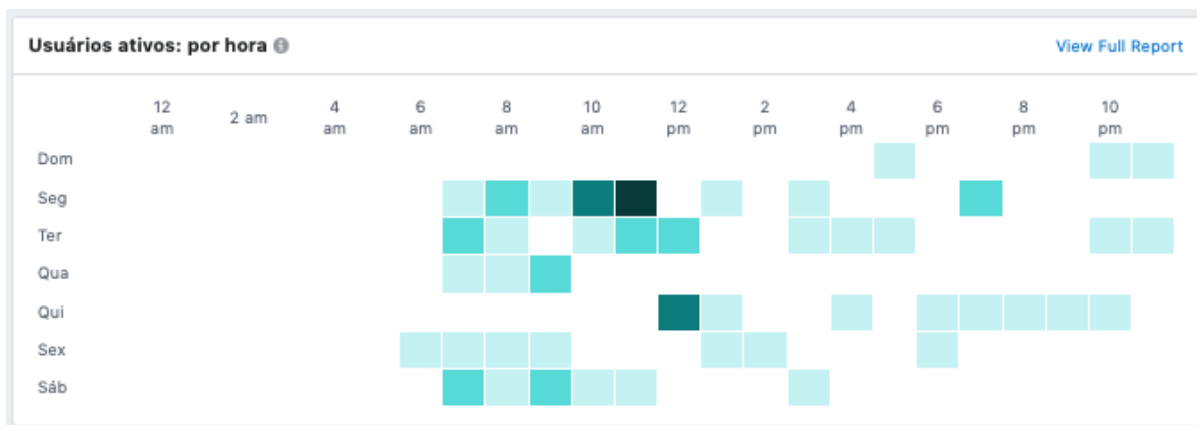 Usuários ativos: por hora
View Full Report
12 am 2 am 4 am 6 am 8 am 10 am 12 pm 2 pm 4 pm 6 pm 8 pm 10 pm
Dom
Seg
Ter
Qua
Qui
Sex
Sáb